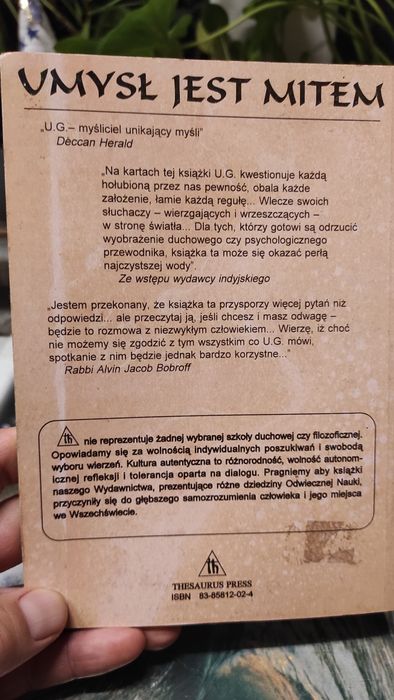 UMYSŁ JEST MITEM
„U.G.– myśliciel unikający myśli”
Deccan Herald
„Na kartach tej książki U.G. kwestionuje każdą
hołubioną przez nas pewność, obala każde
założenie, łamie każdą regułę... Wlecze swoich
słuchaczy – wierzgających i wrzeszczących –
w stronę światła... Dla tych, którzy gotowi są odrzucić
wyobrażenie duchowego czy psychologicznego
przewodnika, książka ta może się okazać perłą
najczystszej wody”.
Ze wstępu wydawcy indyjskiego
„Jestem przekonany, że książka ta przysporzy więcej pytań niż
odpowiedzi... ale przeczytaj ją, jeśli chcesz i masz odwagę –
będzie to rozmowa z niezwykłym człowiekiem... Wierzę, iż choć
nie możemy się zgodzić z tym wszystkim co U.G. mówi,
spotkanie z nim będzie jednak bardzo korzystne...”
Rabbi Alvin Jacob Bobroff
th nie reprezentuje żadnej wybranej szkoły duchowej czy filozoficznej.
Opowiadamy się za wolnością indywidualnych poszukiwań i swobodą
wyboru wierzeń. Kultura autentyczna to różnorodność, wolność autonom-
icznej refleksji i tolerancja oparta na dialogu. Pragniemy aby książki
naszego Wydawnictwa, prezentujące różne dziedziny Odwiecznej Nauki,
przyczyniły się do głębszego samozrozumienia człowieka i jego miejsca
we Wszechświecie.
th
THESAURUS PRESS
ISBN 83-85812-02-4